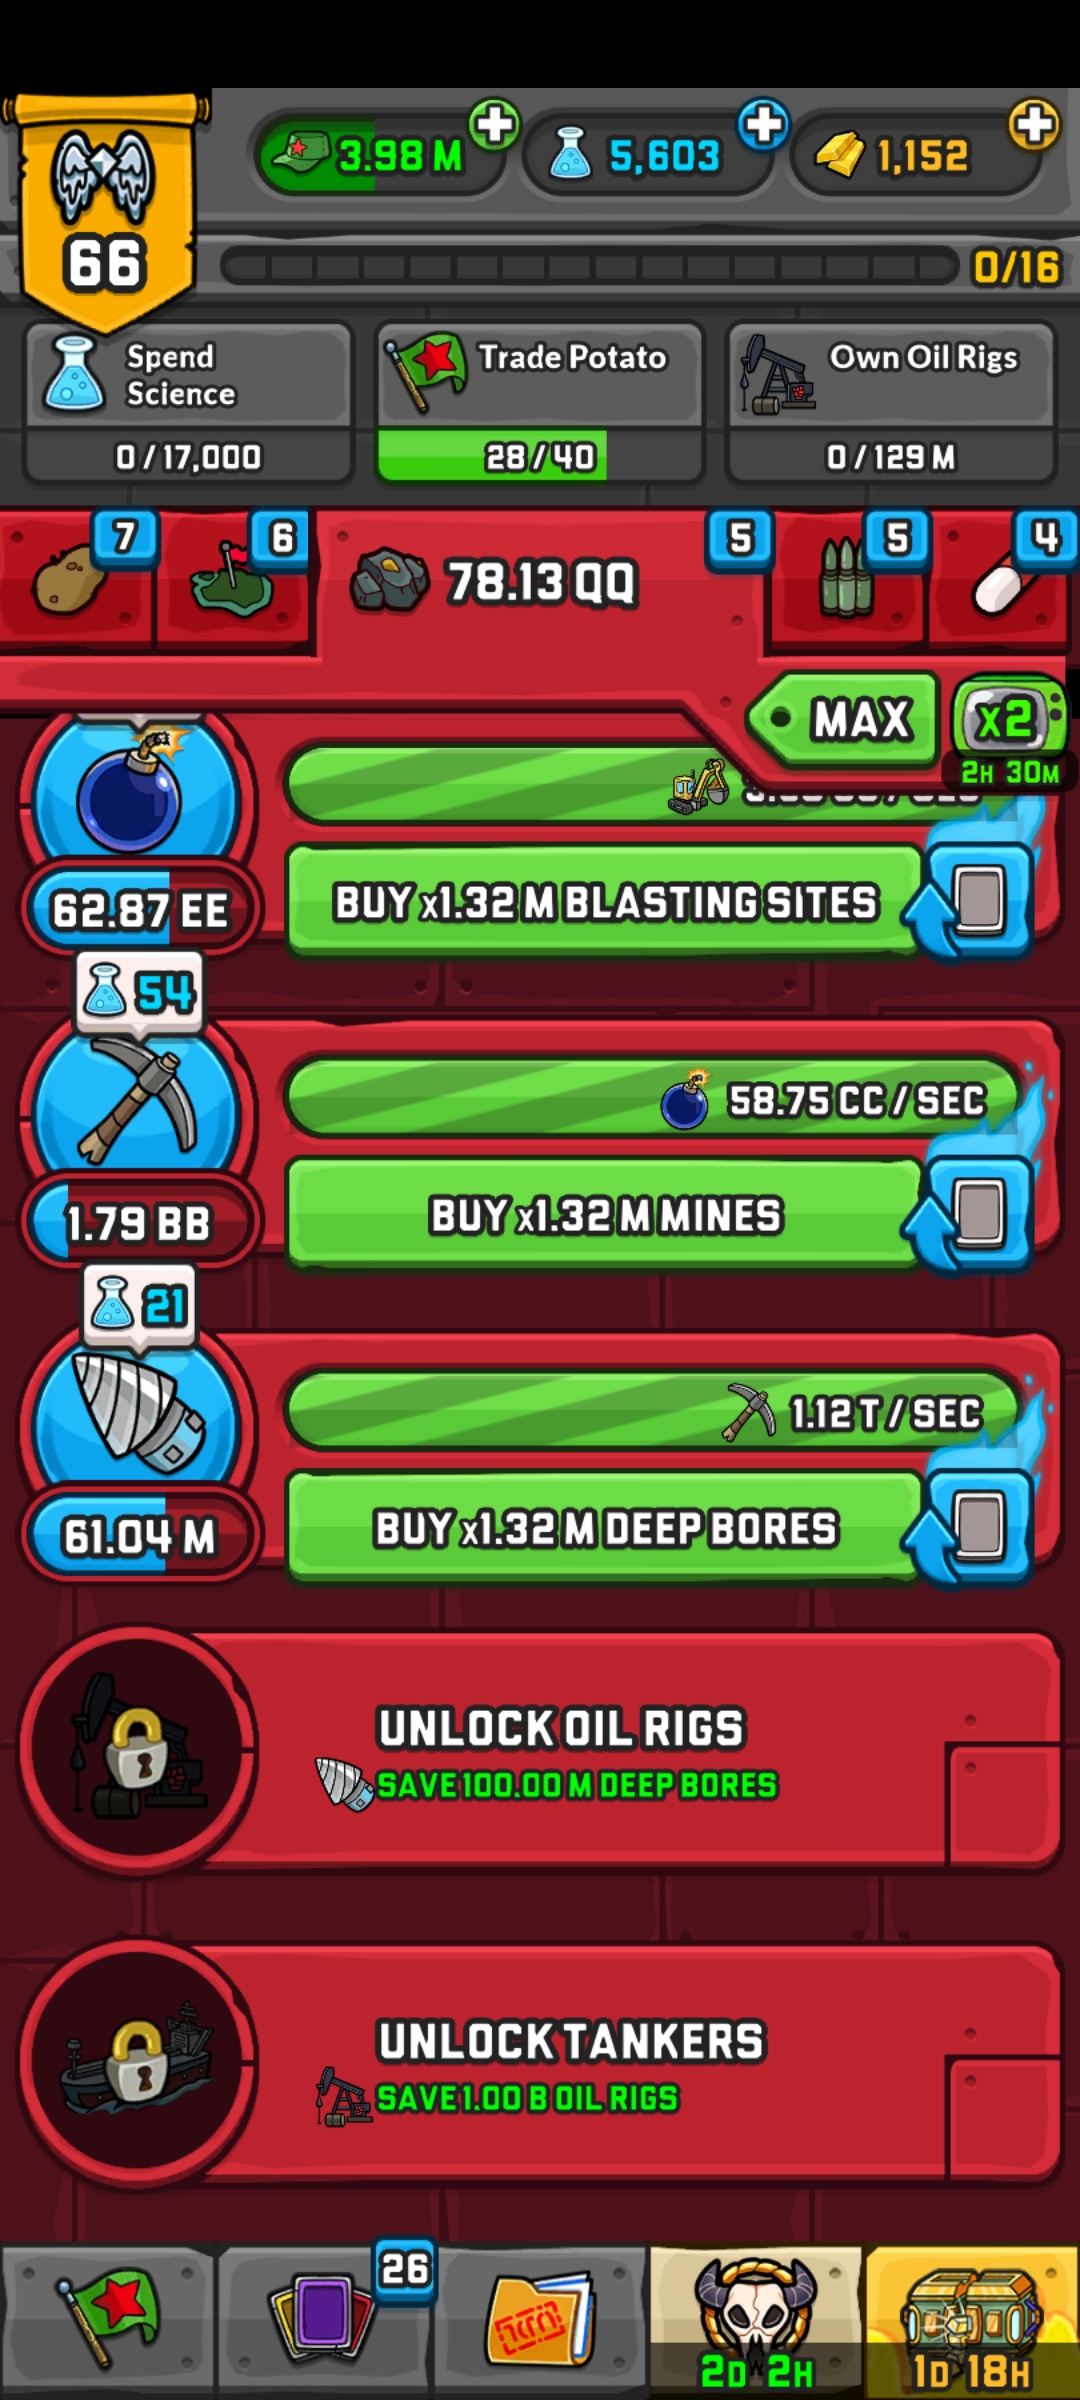 3.98 M
5,603
1,152
66
0/16
Spend
Science
0 / 17,000
Trade Potato
28 / 40
Own Oil Rigs
0 / 129 M
7
6
78.13 QQ
5
5
4
MAX
X2
2H 30M
62.87 EE
BUY x1.32 M BLASTING SITES
54
58.75 CC / SEC
1.79 BB
BUY x1.32 M MINES
21
1.12 T / SEC
61.04 M
BUY x1.32 M DEEP BORES
UNLOCK OIL RIGS
SAVE 100.00 M DEEP BORES
UNLOCK TANKERS
SAVE 1.00 B OIL RIGS
26
2D 2H
1D 18H